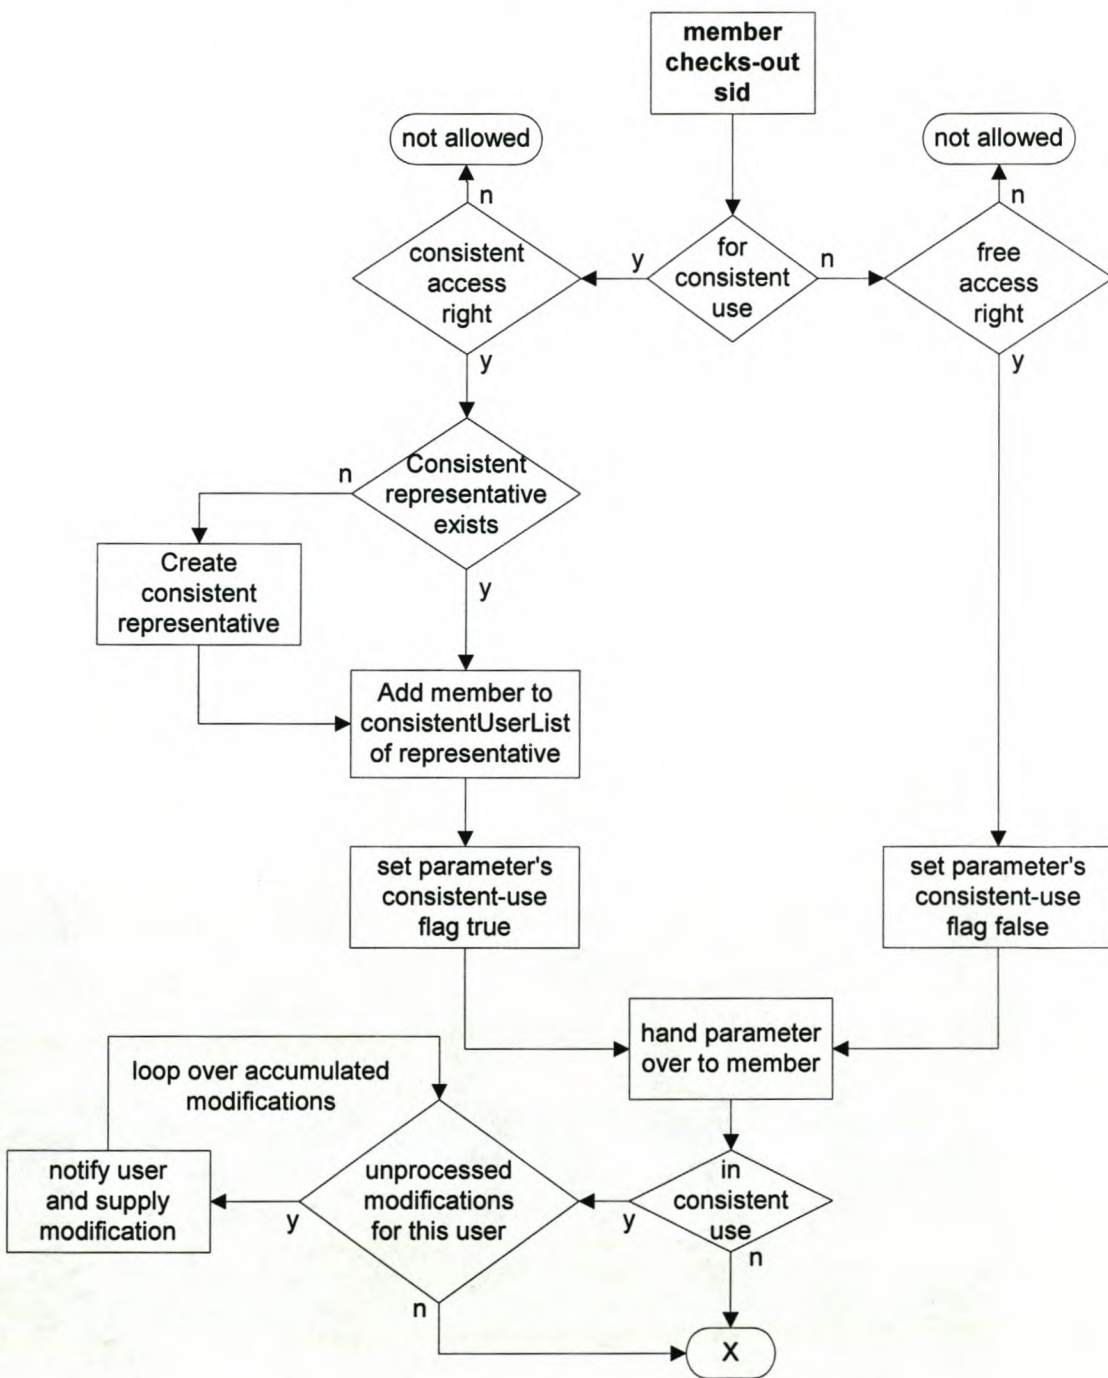 member
checks-out
sid
not allowed
not allowed
n
n
consistent
access
right
y
for
consistent
use
n
free
access
right
y
y
n
Consistent
representative
exists
Create
consistent
representative
y
Add member to
consistentUserList
of representative
set parameter's
consistent-use
flag true
set parameter's
consistent-use
flag false
hand parameter
over to member
loop over accumulated
modifications
notify user
and supply
modification
y
unprocessed
modifications
for this user
y
in
consistent
use
n
n
X